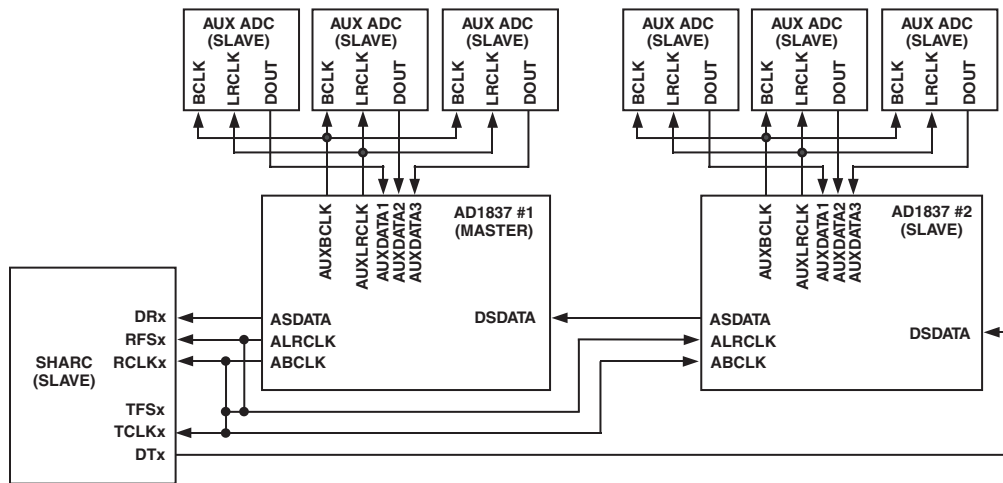 AUX ADC
(SLAVE)
BCLK
LRCLK
DOUT
AUX ADC
(SLAVE)
BCLK
LRCLK
DOUT
AUX ADC
(SLAVE)
BCLK
LRCLK
DOUT
AUX ADC
(SLAVE)
BCLK
LRCLK
DOUT
AUX ADC
(SLAVE)
BCLK
LRCLK
DOUT
AUX ADC
(SLAVE)
BCLK
LRCLK
DOUT
AUXBCLK
AUXLRCLK
AUXDATA1
AUXDATA2
AUXDATA3
AD1837 #1
(MASTER)
ASDATA
ALRCLK
ABCLK
DSDATA
AUXBCLK
AUXLRCLK
AUXDATA1
AUXDATA2
AUXDATA3
AD1837 #2
(SLAVE)
ASDATA
ALRCLK
ABCLK
DSDATA
SHARC
(SLAVE)
DRx
RFSx
RCLKx
TFSx
TCLKx
DTx